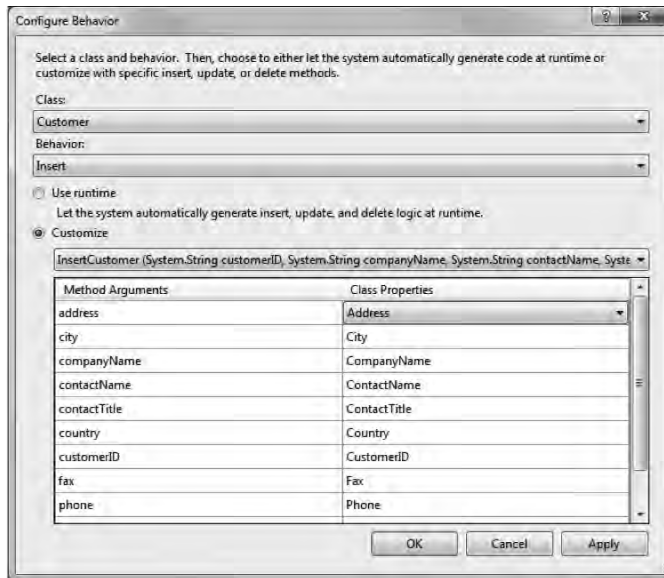 Configure Behavior
Select a class and behavior. Then, choose to either let the system automatically generate code at runtime or
customize with specific insert, update, or delete methods.
Class:
Customer
Behavior:
Insert
Use runtime
Let the system automatically generate insert, update, and delete logic at runtime.
Customize
InsertCustomer (System.String customerID, System.String companyName, System.String contactName, Syste
Method Arguments Class Properties
address Address
city City
companyName CompanyName
contactName ContactName
contactTitle ContactTitle
country Country
customerID CustomerID
fax Fax
phone Phone
OK Cancel Apply